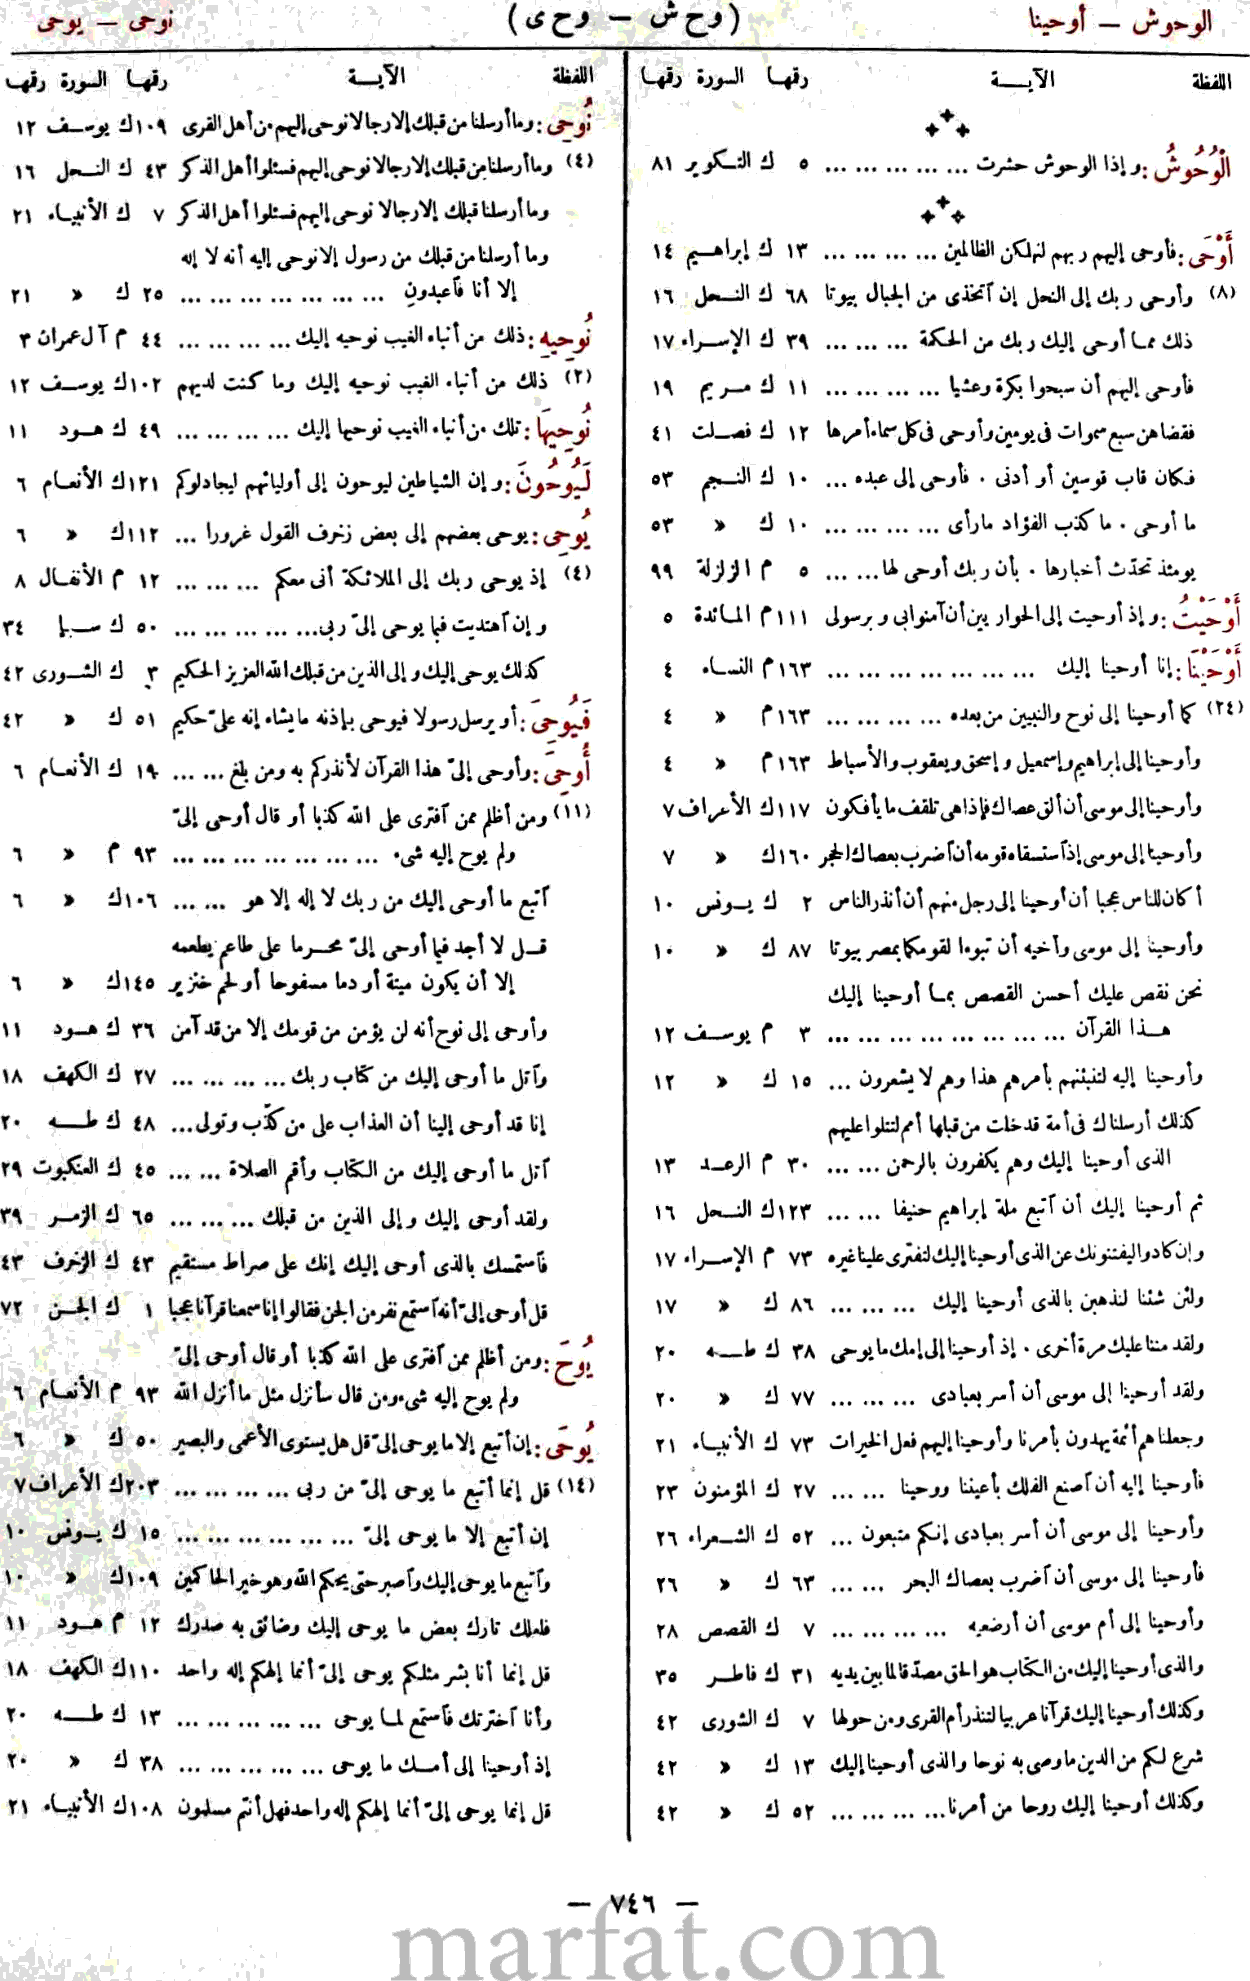 الوحوش — أوحينا
(وح ش — وح ى)
نوحى — يوحى
اللفظة الآيــة رقمها السورة رقمها
الْوُحُوشُ : وإذا الوحوش حشرت ... ... ... ... ٥ ك التكوير ٨١
أَوْحَى : فأوحى إليهم ربهم لنهلكن الظالمين ... ... ... ١٣ ك إبراهيم ١٤
(٨) وأوحى ربك إلى النحل إن ٱتخذى من الجبال بيوتا ٦٨ ك النحل ١٦
ذلك مما أوحى إليك ربك من الحكمة ... ... ... ٣٩ ك الإسراء ١٧
فأوحى إليهم أن سبحوا بكرة وعشيا ... ... ... ... ١١ ك مريم ١٩
فقضاهن سبع سموات فى يومين وأوحى فى كل سماء أمرها ١٢ ك فصلت ٤١
فكان قاب قوسين أو أدنى . فأوحى إلى عبده ... ١٠ ك النجم ٥٣
ما أوحى . ما كذب الفؤاد مارأى ... ... ... ... ١٠ ك » ٥٣
يومئذ تحدث أخبارها . بأن ربك أوحى لها ... ... ٥ م الزلزلة ٩٩
أَوْحَيْتُ : وإذ أوحيت إلى الحواريين أن آمنوا بى وبرسولى ١١١ م المائدة ٥
أَوْحَيْنَا : إنا أوحينا إليك ... ... ... ... ... ... ١٦٣ م النساء ٤
(٢٤) كما أوحينا إلى نوح والنبيين من بعده ... ... ... ... ١٦٣ م » ٤
وأوحينا إلى إبراهيم وإسمعيل وإسحق ويعقوب والأسباط ١٦٣ م » ٤
وأوحينا إلى موسى أن ألق عصاك فإذا هى تلقف ما يأفكون ١١٧ ك الأعراف ٧
وأوحينا إلى موسى إذ ٱستسقاه قومه أن ٱضرب بعصاك الحجر ١٦٠ ك » ٧
أكان للناس عجبا أن أوحينا إلى رجل منهم أن أنذر الناس ٢ ك يونس ١٠
وأوحينا إلى موسى وأخيه أن تبوءا لقومكما بمصر بيوتا ٨٧ ك » ١٠
نحن نقص عليك أحسن القصص بما أوحينا إليك
هذا القرآن ... ... ... ... ... ... ... ٣ م يوسف ١٢
وأوحينا إليه لتنبئنهم بأمرهم هذا وهم لا يشعرون ... ١٥ ك » ١٢
كذلك أرسلناك فى أمة قد خلت من قبلها أمم لتتلوا عليهم
الذى أوحينا إليك وهم يكفرون بالرحمن ... ... ٣٠ م الرعد ١٣
ثم أوحينا إليك أن ٱتبع ملة إبراهيم حنيفا ... ... ١٢٣ ك النحل ١٦
وإن كادوا ليفتنونك عن الذى أوحينا إليك لتفترى علينا غيره ٧٣ م الإسراء ١٧
ولئن شئنا لنذهبن بالذى أوحينا إليك ... ... ... ٨٦ ك » ١٧
ولقد مننا عليك مرة أخرى . إذ أوحينا إلى أمك ما يوحى ٣٨ ك طه ٢٠
ولقد أوحينا إلى موسى أن أسر بعبادى ... ... ... ٧٧ ك » ٢٠
وجعلناهم أئمة يهدون بأمرنا وأوحينا إليهم فعل الخيرات ٧٣ ك الأنبياء ٢١
فأوحينا إليه أن ٱصنع الفلك بأعيننا ووحينا ... ... ٢٧ ك المؤمنون ٢٣
وأوحينا إلى موسى أن أسر بعبادى إنكم متبعون ... ٥٢ ك الشعراء ٢٦
فأوحينا إلى موسى أن ٱضرب بعصاك البحر ... ... ٦٣ ك » ٢٦
وأوحينا إلى أم موسى أن أرضعيه ... ... ... ... ٧ ك القصص ٢٨
والذى أوحينا إليك من الكتاب هو الحق مصدّقا لما بين يديه ٣١ ك فاطر ٣٥
وكذلك أوحينا إليك قرآنا عربيا لتنذر أم القرى ومن حولها ٧ ك الشورى ٤٢
شرع لكم من الدين ما وصى به نوحا والذى أوحينا إليك ١٣ ك » ٤٢
وكذلك أوحينا إليك روحا من أمرنا ... ... ... ... ٥٢ ك » ٤٢
اللفظة الآيــة رقمها السورة رقمها
نُوحِى : وما أرسلنا من قبلك إلا رجالا نوحى إليهم من أهل القرى ١٠٩ ك يوسف ١٢
(٤) وما أرسلنا من قبلك إلا رجالا نوحى إليهم فسئلوا أهل الذكر ٤٣ ك النحل ١٦
وما أرسلنا قبلك إلا رجالا نوحى إليهم فسئلوا أهل الذكر ٧ ك الأنبياء ٢١
وما أرسلنا من قبلك من رسول إلا نوحى إليه أنه لا إله
إلا أنا فٱعبدون ... ... ... ... ... ... ... ٢٥ ك » ٢١
نُوحِيهِ : ذلك من أنباء الغيب نوحيه إليك ... ... ... ... ٤٤ م آل عمران ٣
(٢) ذلك من أنباء الغيب نوحيه إليك وما كنت لديهم ١٠٢ ك يوسف ١٢
نُوحِيهَا : تلك من أنباء الغيب نوحيها إليك ... ... ... ... ٤٩ ك هود ١١
لَيُوحُونَ : وإن الشياطين ليوحون إلى أوليائهم ليجادلوكم ١٢١ ك الأنعام ٦
يُوحِى : يوحى بعضهم إلى بعض زخرف القول غرورا ... ١١٢ ك » ٦
(٤) إذ يوحى ربك إلى الملائكة أنى معكم ... ... ... ١٢ م الأنفال ٨
وإن ٱهتديت فبما يوحى إلىّ ربى ... ... ... ... ... ٥٠ ك سبإ ٣٤
كذلك يوحى إليك وإلى الذين من قبلك الله العزيز الحكيم ٣ ك الشورى ٤٢
فَيُوحِىَ : أو يرسل رسولا فيوحى بإذنه ما يشاء إنه علىّ حكيم ٥١ ك » ٤٢
أُوحِىَ : وأوحى إلىّ هذا القرآن لأنذركم به ومن بلغ ... ... ١٩ ك الأنعام ٦
(١١) ومن أظلم ممن ٱفترى على الله كذبا أو قال أوحى إلىّ
ولم يوح إليه شىء ... ... ... ... ... ... ... ٩٣ م » ٦
ٱتبع ما أوحى إليك من ربك لا إله إلا هو ... ... ١٠٦ ك » ٦
قل لا أجد فيما أوحى إلىّ محرما على طاعم يطعمه
إلا أن يكون ميتة أو دما مسفوحا أو لحم خنزير ١٤٥ ك » ٦
وأوحى إلى نوح أنه لن يؤمن من قومك إلا من قد آمن ٣٦ ك هود ١١
وٱتل ما أوحى إليك من كتاب ربك ... ... ... ... ٢٧ ك الكهف ١٨
إنا قد أوحى إلينا أن العذاب على من كذّب وتولى ... ٤٨ ك طه ٢٠
ٱتل ما أوحى إليك من الكتاب وأقم الصلاة ... ... ٤٥ ك العنكبوت ٢٩
ولقد أوحى إليك وإلى الذين من قبلك ... ... ... ٦٥ ك الزمر ٣٩
فٱستمسك بالذى أوحى إليك إنك على صراط مستقيم ٤٣ ك الزخرف ٤٣
قل أوحى إلىّ أنه ٱستمع نفر من الجن فقالوا إنا سمعنا قرآنا عجبا ١ ك الجن ٧٢
يُوحَ : ومن أظلم ممن ٱفترى على الله كذبا أو قال أوحى إلىّ
ولم يوح إليه شىء ومن قال سأنزل مثل ما أنزل الله ٩٣ م الأنعام ٦
يُوحَى : إن أتبع إلا ما يوحى إلىّ قل هل يستوى الأعمى والبصير ٥٠ ك » ٦
(١٤) قل إنما أتبع ما يوحى إلىّ من ربى ... ... ... ... ٢٠٣ ك الأعراف ٧
إن أتبع إلا ما يوحى إلىّ ... ... ... ... ... ... ١٥ ك يونس ١٠
وٱتبع ما يوحى إليك وٱصبر حتى يحكم الله وهو خير الحاكمين ١٠٩ ك » ١٠
فلعلك تارك بعض ما يوحى إليك وضائق به صدرك ١٢ م هود ١١
قل إنما أنا بشر مثلكم يوحى إلىّ أنما إلهكم إله واحد ١١٠ ك الكهف ١٨
وأنا ٱخترتك فٱستمع لما يوحى ... ... ... ... ... ١٣ ك طه ٢٠
إذ أوحينا إلى أمك ما يوحى ... ... ... ... ... ٣٨ ك » ٢٠
قل إنما يوحى إلىّ أنما إلهكم إله واحد فهل أنتم مسلمون ١٠٨ ك الأنبياء ٢١
— ٧٤٦ —
marfat.com